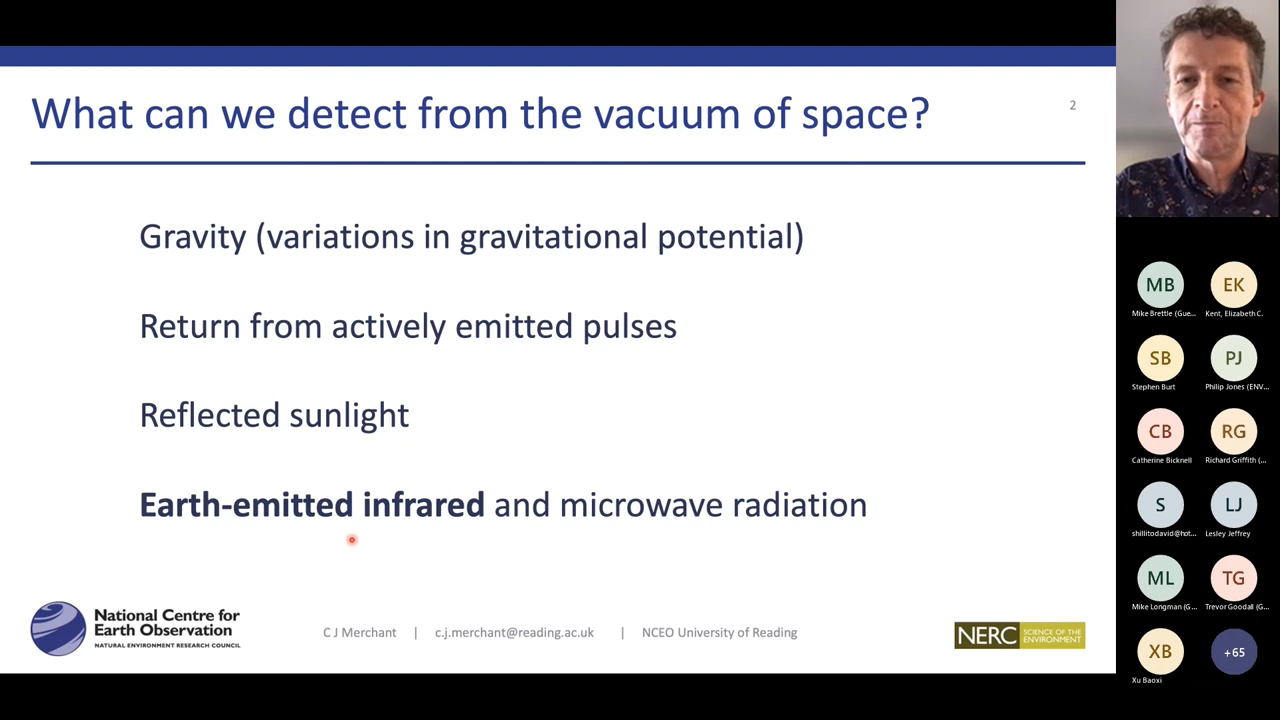 What can we detect from the vacuum of space?
2
Gravity (variations in gravitational potential)
Return from actively emitted pulses
Reflected sunlight
Earth-emitted infrared and microwave radiation
National Centre for
Earth Observation
NATURAL ENVIRONMENT RESEARCH COUNCIL
C J Merchant | c.j.merchant@reading.ac.uk | NCEO University of Reading
NERC SCIENCE OF THE
ENVIRONMENT
MB EK
Mike Brettle (Gue... Kent, Elizabeth C.
SB PJ
Stephen Burt Philip Jones (ENV...
CB RG
Catherine Bicknell Richard Griffith (...
S LJ
shillitodavid@hot... Lesley Jeffrey
ML TG
Mike Longman (G... Trevor Goodall (G...
XB +65
Xu Baoxi